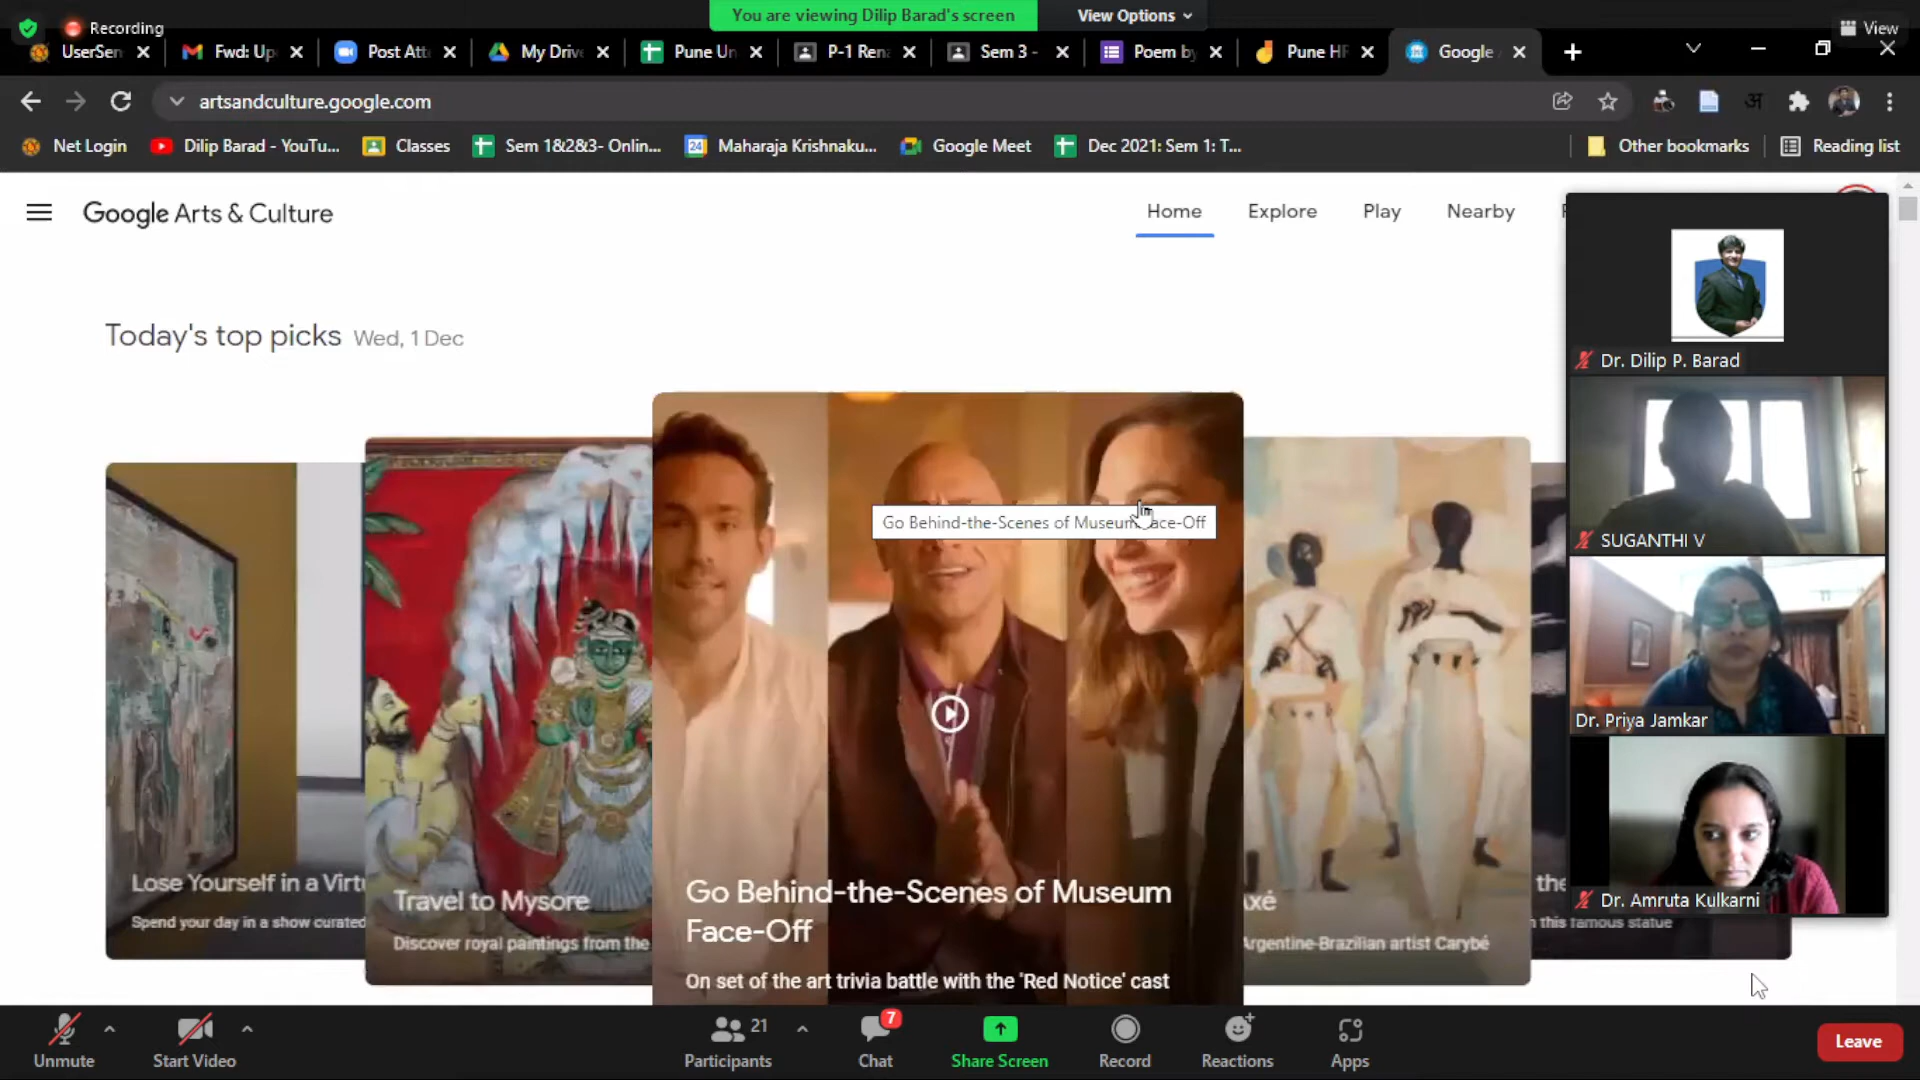 Recording
You are viewing Dilip Barad's screen
View Options
View
UserSen
Fwd: Up
Post Att
My Driv
Pune Un
P-1 Ren
Sem 3 -
Poem by
Pune HR
Google
artsandculture.google.com
Net Login
Dilip Barad - YouTu...
Classes
Sem 1&2&3- Onlin...
24
Maharaja Krishnaku...
Google Meet
Dec 2021: Sem 1: T...
Other bookmarks
Reading list
Google Arts & Culture
Home
Explore
Play
Nearby
Today's top picks Wed, 1 Dec
Dr. Dilip P. Barad
SUGANTHI V
Dr. Priya Jamkar
Dr. Amruta Kulkarni
Go Behind-the-Scenes of Museum Face-Off
Lose Yourself in a Virtu
Spend your day in a show curated
Travel to Mysore
Discover royal paintings from the
Go Behind-the-Scenes of Museum
Face-Off
On set of the art trivia battle with the 'Red Notice' cast
Axé
Argentine-Brazilian artist Carybé
the
this famous statue
Unmute
Start Video
Participants
21
Chat
7
Share Screen
Record
Reactions
Apps
Leave